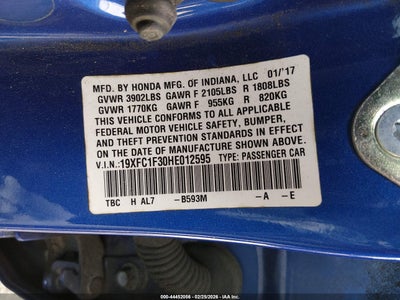 MFD. BY HONDA MFG. OF INDIANA, LLC 01/'17
GVWR 3902LBS GAWR F 2105LBS R 1808LBS
GVWR 1770KG GAWR F 955KG R 820KG
THIS VEHICLE CONFORMS TO ALL APPLICABLE
FEDERAL MOTOR VEHICLE SAFETY, BUMPER,
AND THEFT PREVENTION STANDARDS IN EFFECT
ON THE DATE OF MANUFACTURE SHOWN ABOVE.
V.I.N.:19XFC1F30HE012595 TYPE: PASSENGER CAR
TBC H AL7 -B593M -A -E
000-44452056 - 02/25/2026 - IAA Inc.